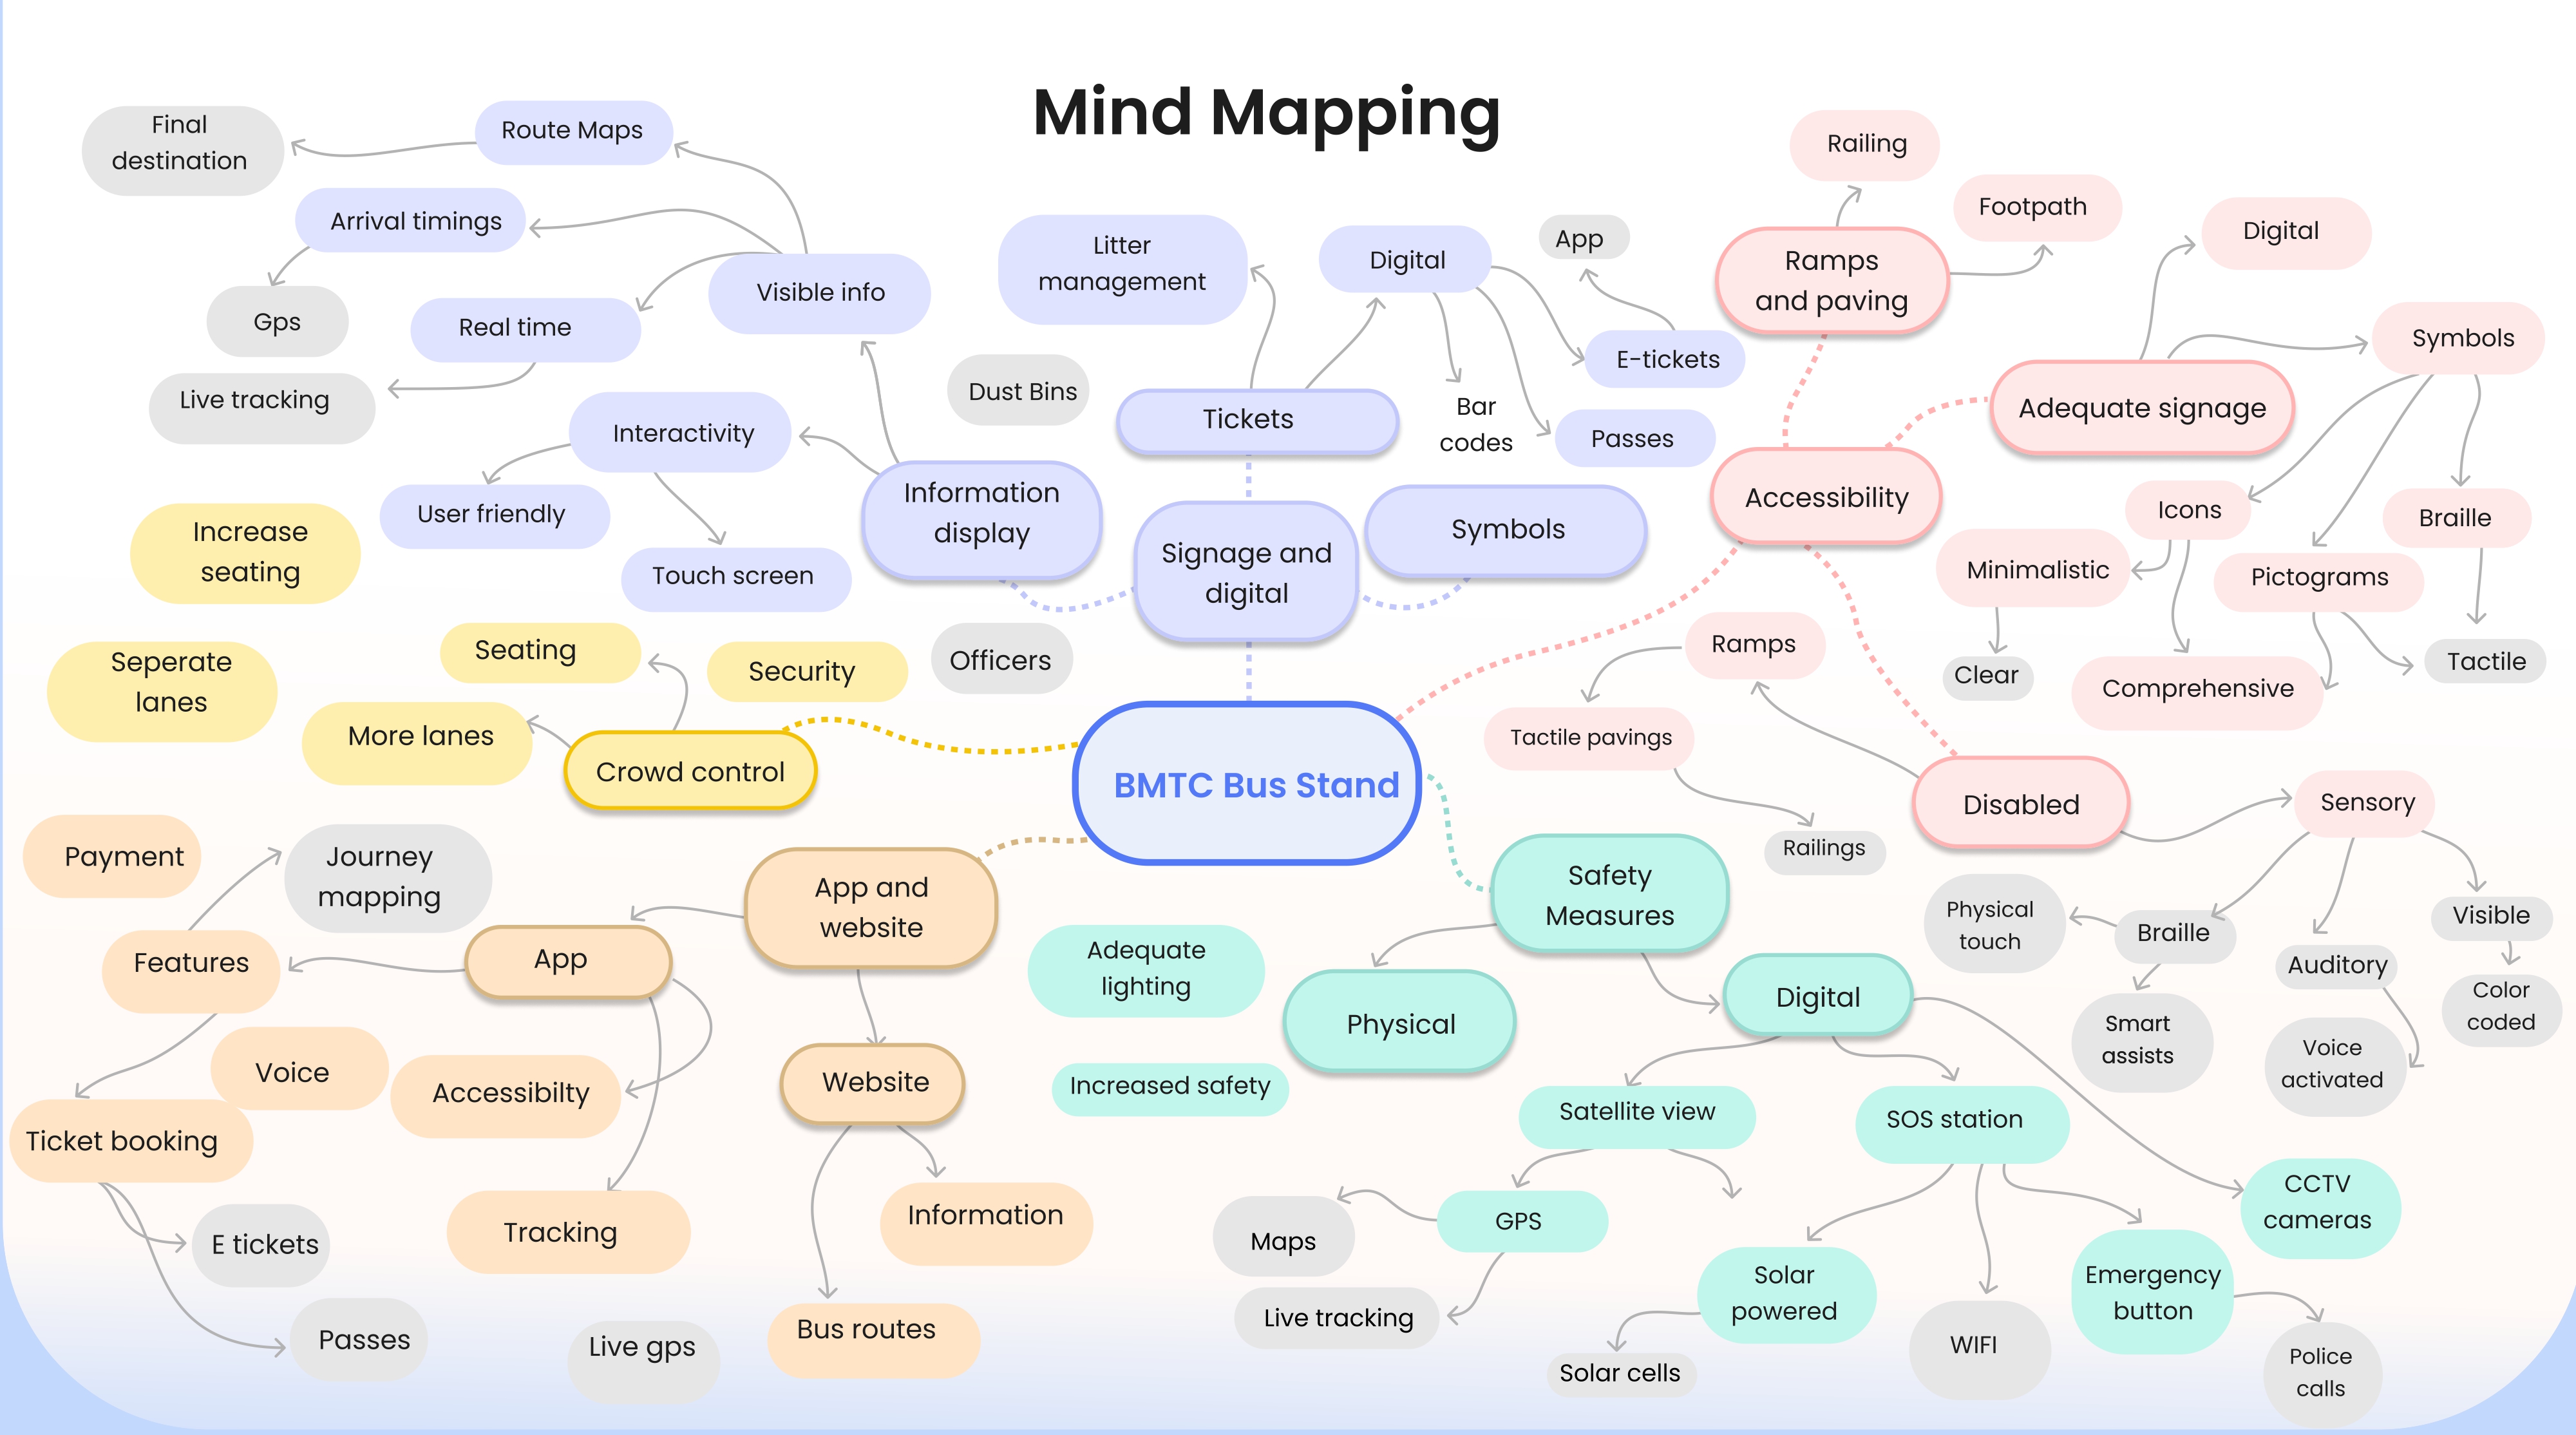 Mind Mapping
Final
destination
Route Maps
Arrival timings
Gps
Real time
Live tracking
Visible info
Interactivity
User friendly
Touch screen
Information
display
Litter
management
Dust Bins
Tickets
Digital
App
E-tickets
Bar
codes
Passes
Signage and
digital
Symbols
Railing
Footpath
Ramps
and paving
Digital
Symbols
Adequate signage
Accessibility
Icons
Braille
Minimalistic
Pictograms
Clear
Comprehensive
Tactile
Ramps
Tactile pavings
Railings
Disabled
Sensory
Physical
touch
Braille
Visible
Auditory
Smart
assists
Voice
activated
Color
coded
Increase
seating
Seperate
lanes
Seating
Security
Officers
More lanes
Crowd control
BMTC Bus Stand
Payment
Journey
mapping
Features
App
App and
website
Voice
Accessibilty
Website
Ticket booking
E tickets
Passes
Tracking
Live gps
Information
Bus routes
Safety
Measures
Adequate
lighting
Increased safety
Physical
Digital
Satellite view
SOS station
CCTV
cameras
GPS
Maps
Live tracking
Solar
powered
Solar cells
WIFI
Emergency
button
Police
calls